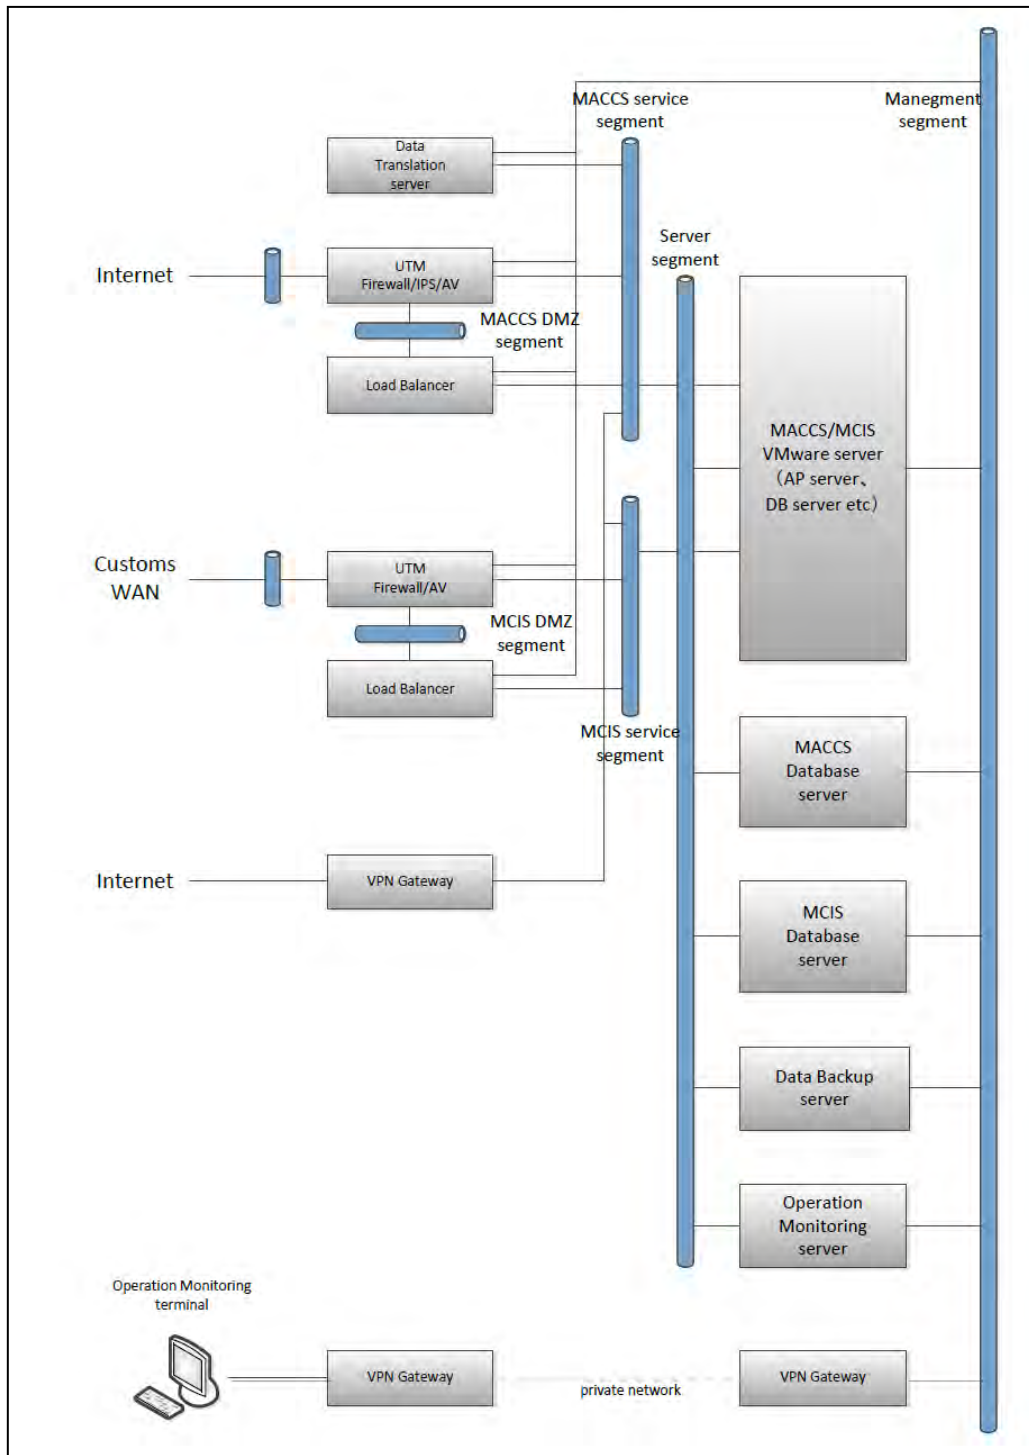 MACCS service
segment
Manegment
segment
Data
Translation
server
Server
segment
Internet
UTM
Firewall/IPS/AV
MACCS DMZ
segment
Load Balancer
MACCS/MCIS
VMware server
（AP server、
DB server etc）
Customs
WAN
UTM
Firewall/AV
MCIS DMZ
segment
Load Balancer
MCIS service
segment
MACCS
Database
server
Internet
VPN Gateway
MCIS
Database
server
Data Backup
server
Operation
Monitoring
server
Operation Monitoring
terminal
VPN Gateway
private network
VPN Gateway